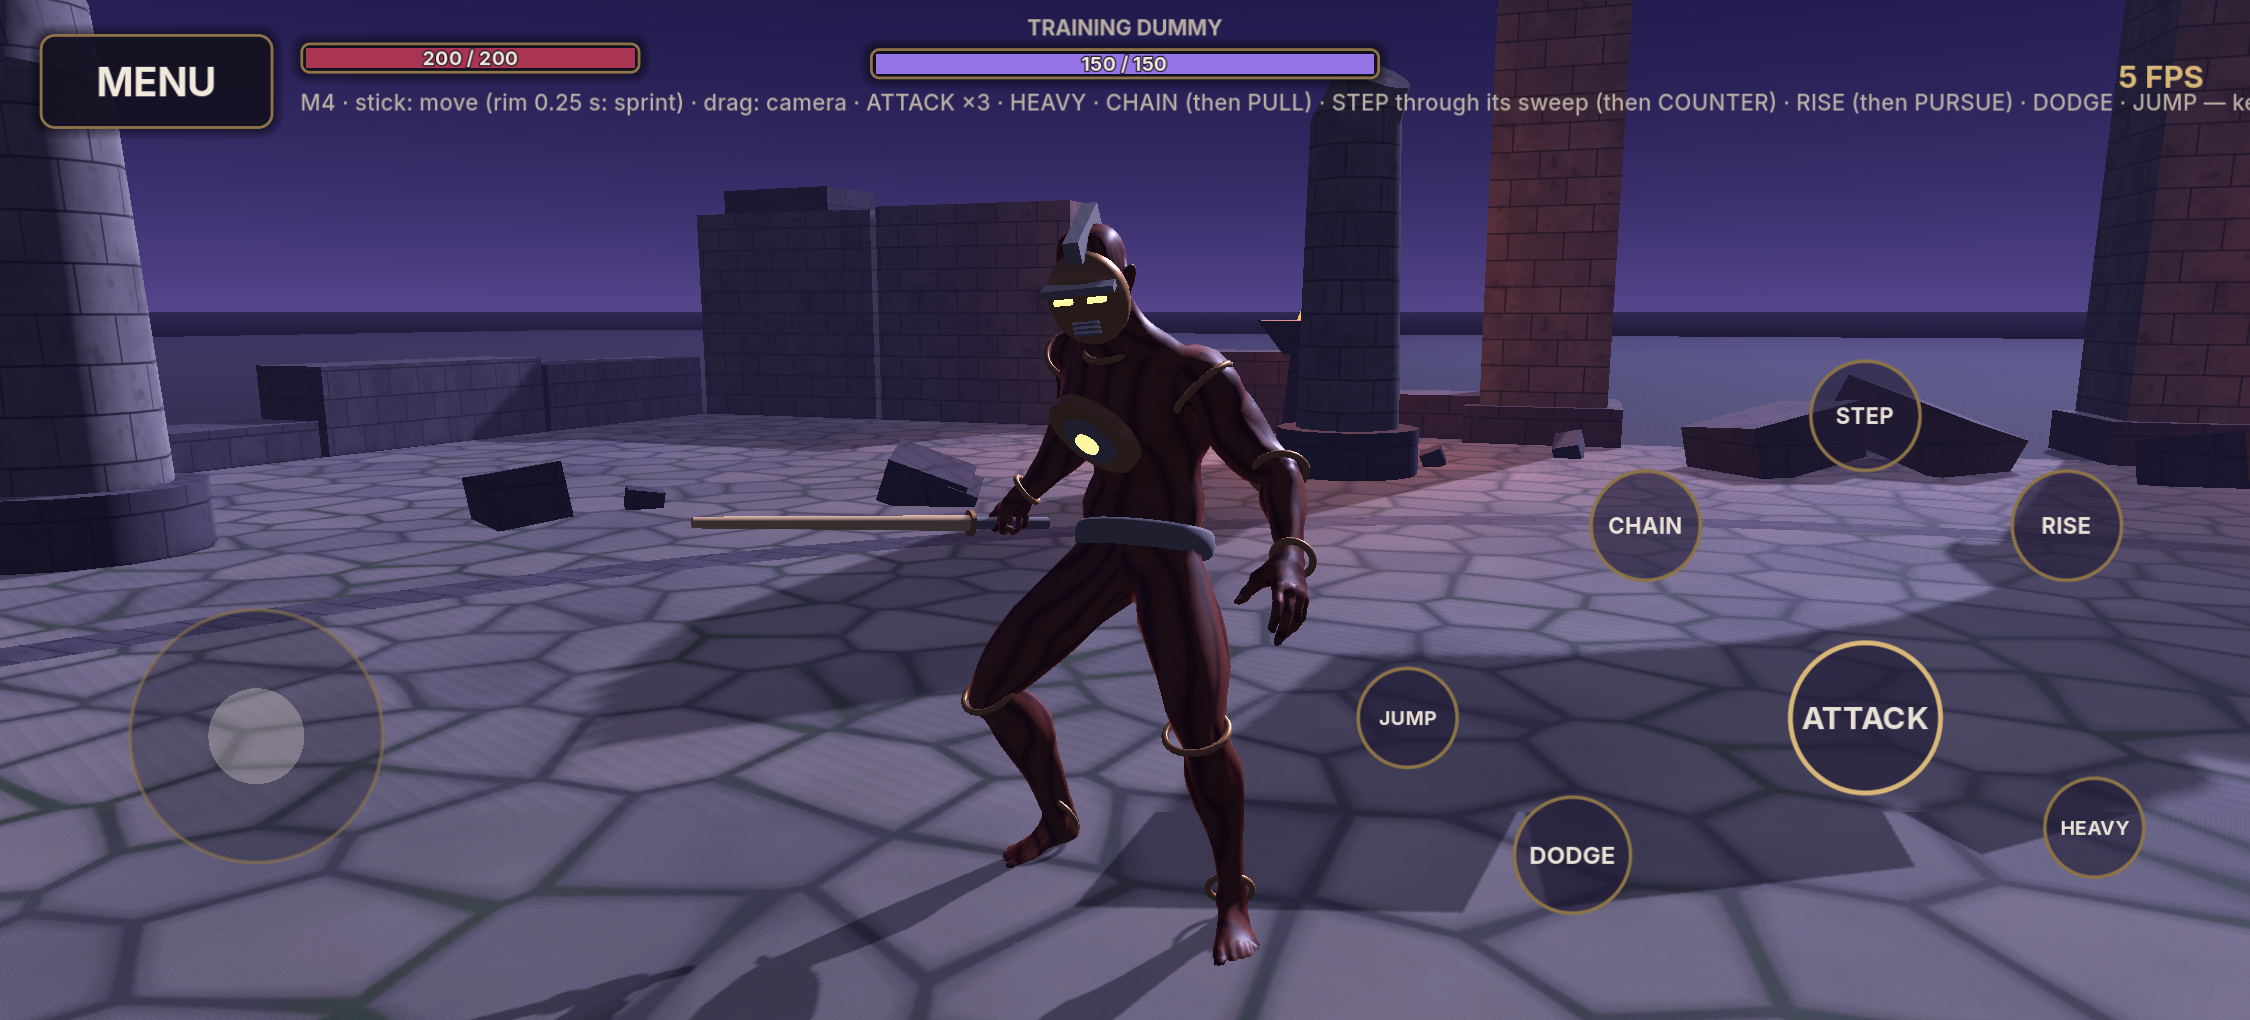 TRAINING DUMMY
MENU
200 / 200
150 / 150
5 FPS
M4 · stick: move (rim 0.25 s: sprint) · drag: camera · ATTACK ×3 · HEAVY · CHAIN (then PULL) · STEP through its sweep (then COUNTER) · RISE (then PURSUE) · DODGE · JUMP — ke
STEP
CHAIN
RISE
JUMP
ATTACK
HEAVY
DODGE